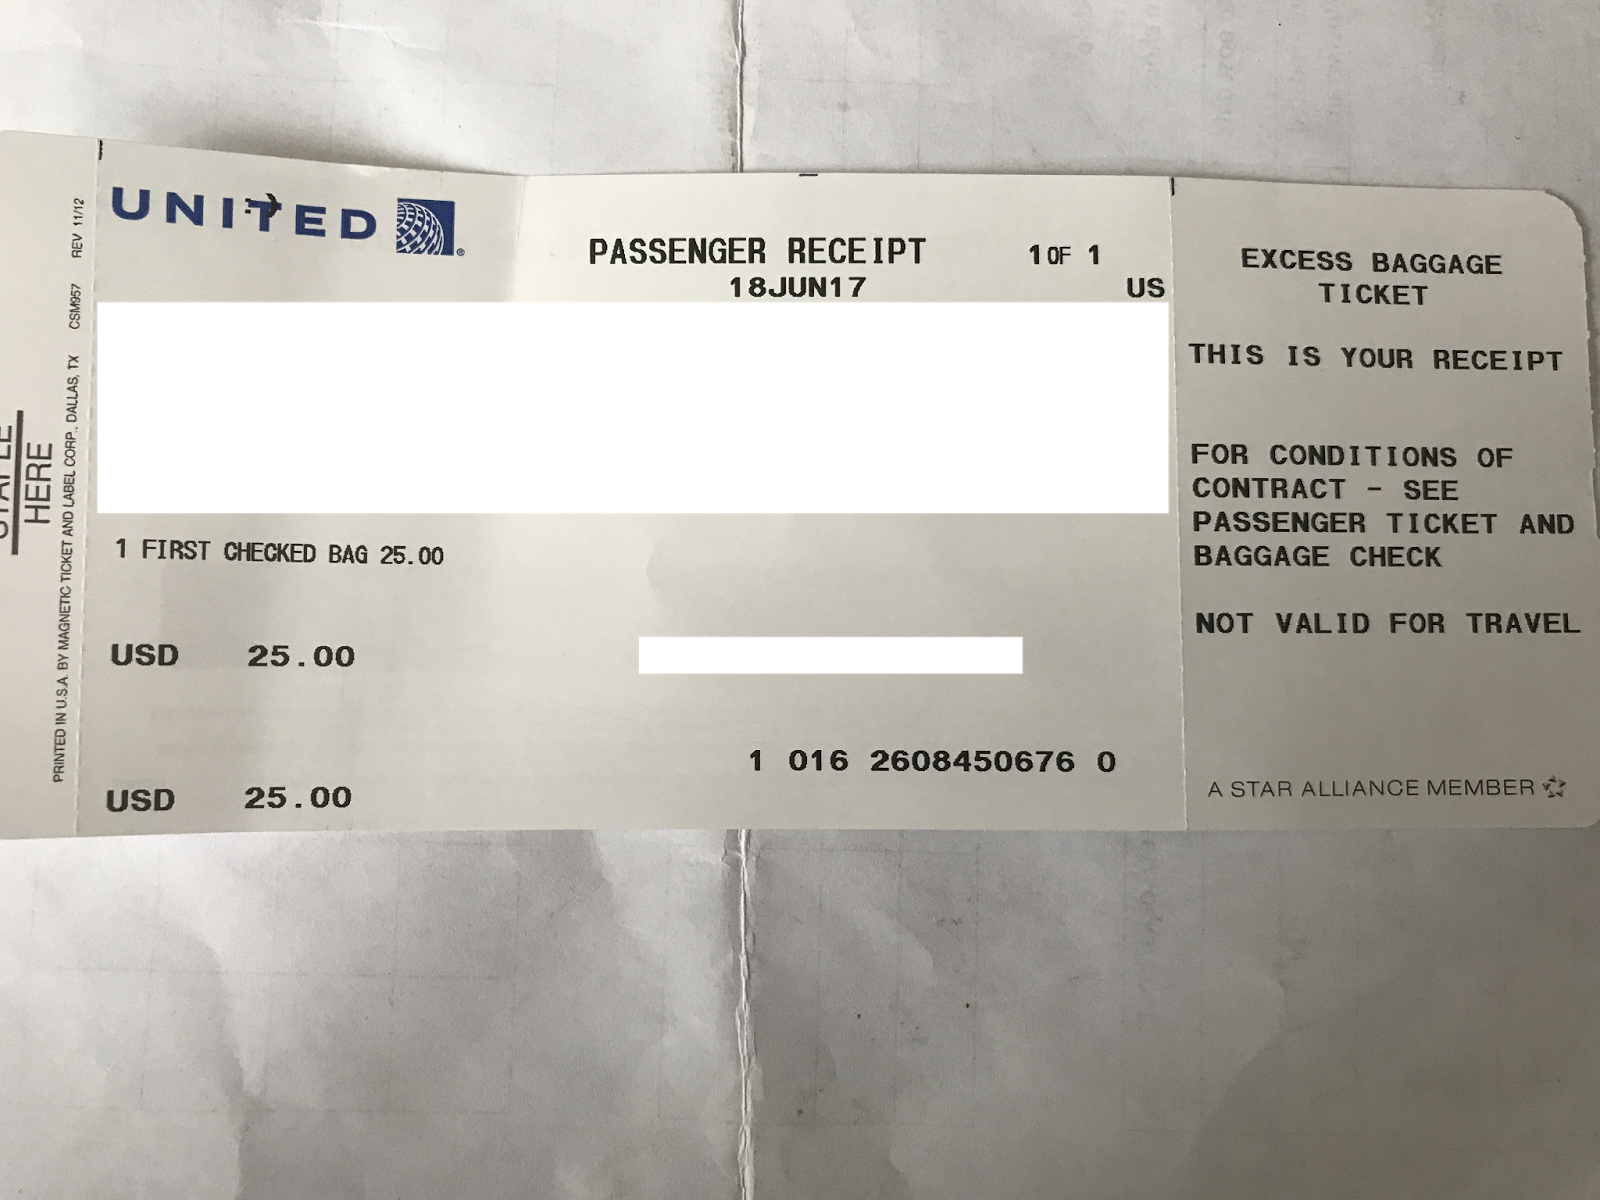 UNITED
PASSENGER RECEIPT 1 OF 1
18JUN17 US
1 FIRST CHECKED BAG 25.00
USD 25.00
1 016 2608450676 0
USD 25.00
EXCESS BAGGAGE
TICKET
THIS IS YOUR RECEIPT
FOR CONDITIONS OF
CONTRACT - SEE
PASSENGER TICKET AND
BAGGAGE CHECK
NOT VALID FOR TRAVEL
A STAR ALLIANCE MEMBER
HERE
PRINTED IN U.S.A. BY MAGNETIC TICKET AND LABEL CORP., DALLAS, TX CSM957 REV 11/12